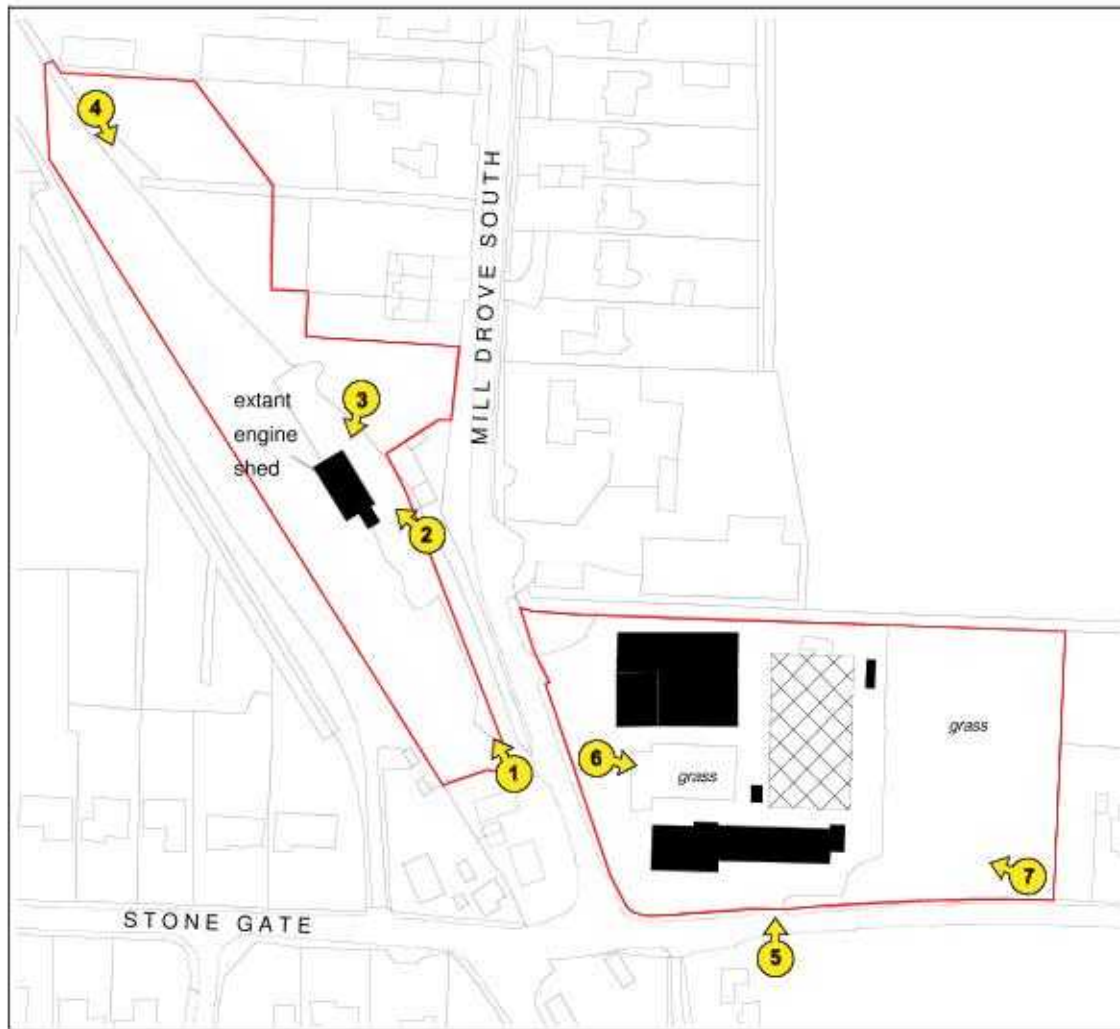 4
MILL DROVE SOUTH
extant
engine
shed
3
2
1
6
grass
grass
7
STONE GATE
5